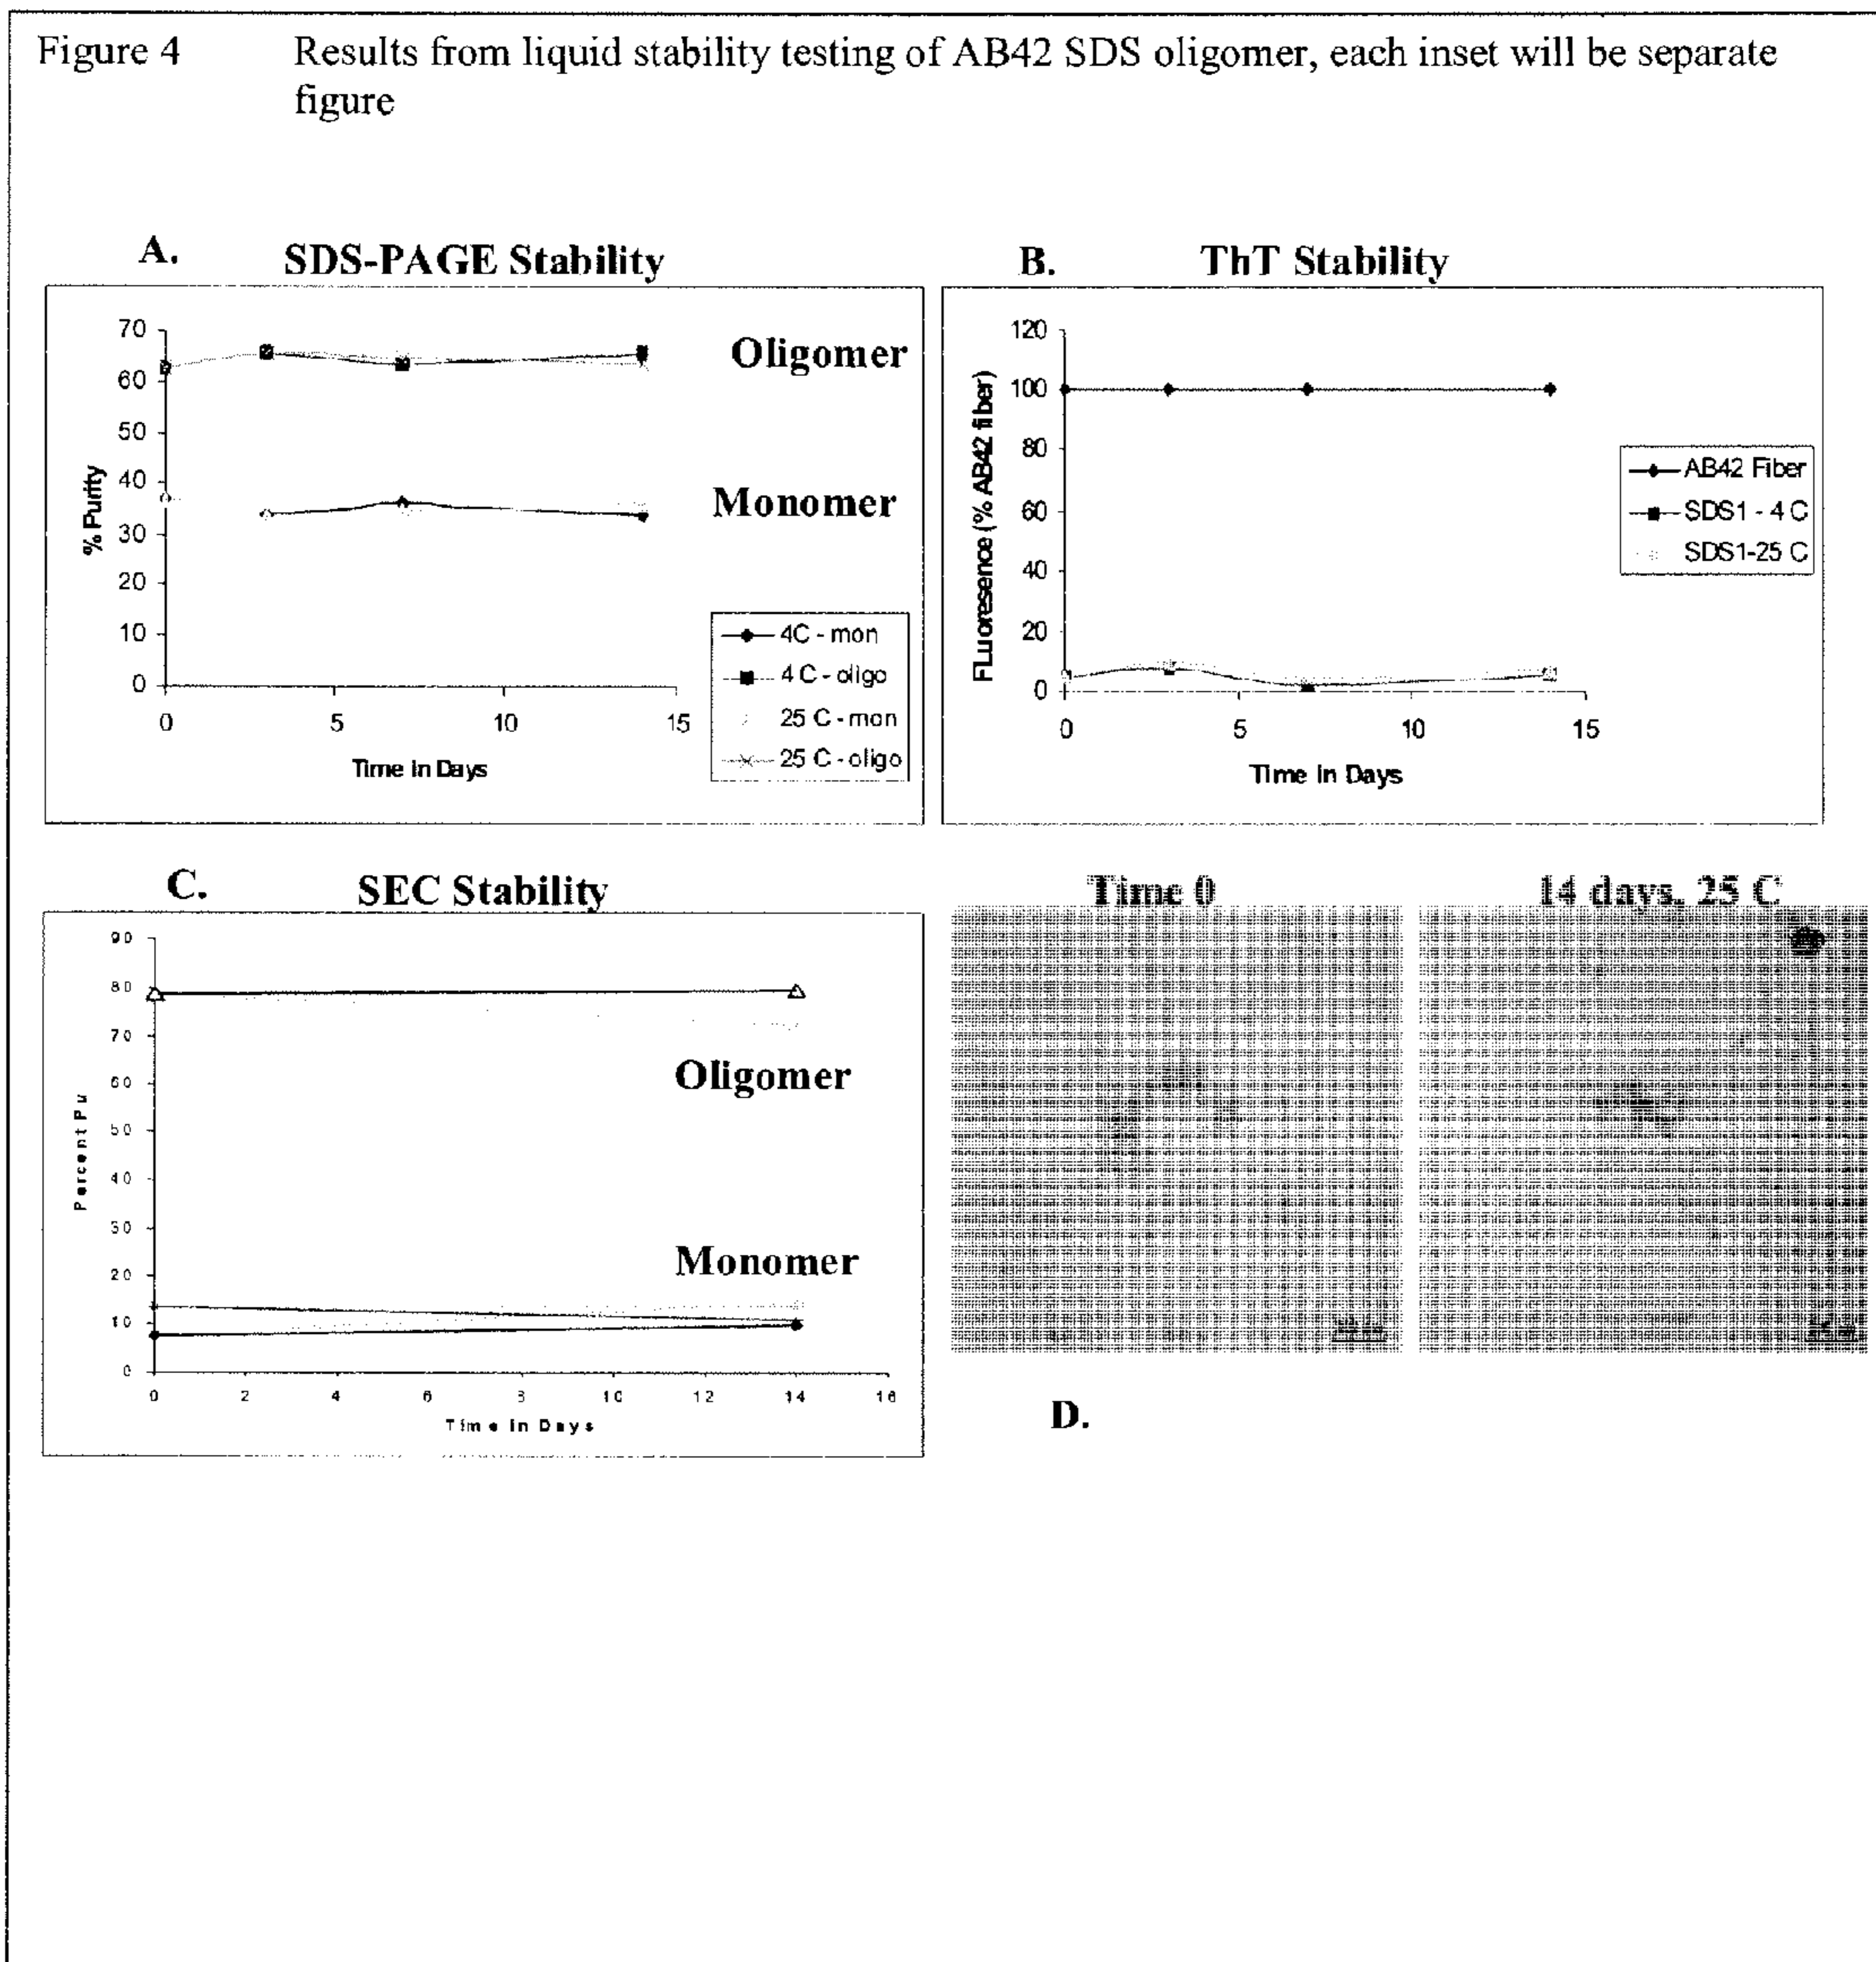 Figure 4 Results from liquid stability testing of AB42 SDS oligomer, each inset will be separate
figure
A. SDS-PAGE Stability
70
60
50
40
30
20
10
0
% Purity
0 5 10 15
Time in Days
Oligomer
Monomer
4C - mon
4 C - oligo
25 C - mon
25 C - oligo
B. ThT Stability
120
100
80
60
40
20
0
FLuoresence (% AB42 fiber)
0 5 10 15
Time in Days
AB42 Fiber
SDS1 - 4 C
SDS1-25 C
C. SEC Stability
90
80
70
60
50
40
30
20
10
0
Percent Pu
0 2 4 6 8 10 12 14 16
Time in Days
Oligomer
Monomer
Time 0
14 days, 25 C
D.